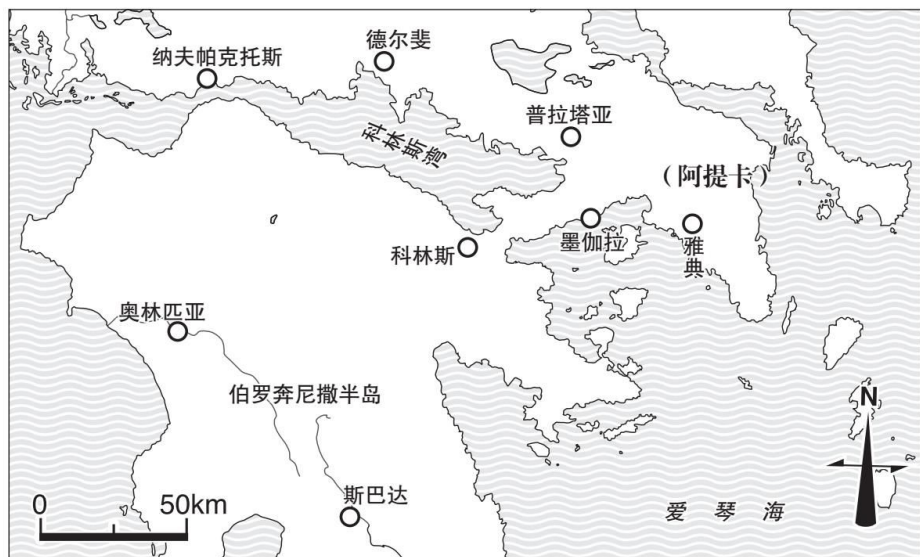 纳夫帕克托斯
德尔斐
普拉塔亚
科林斯湾
（阿提卡）
墨伽拉
雅典
科林斯
奥林匹亚
伯罗奔尼撒半岛
N
0 50km
斯巴达
爱琴海